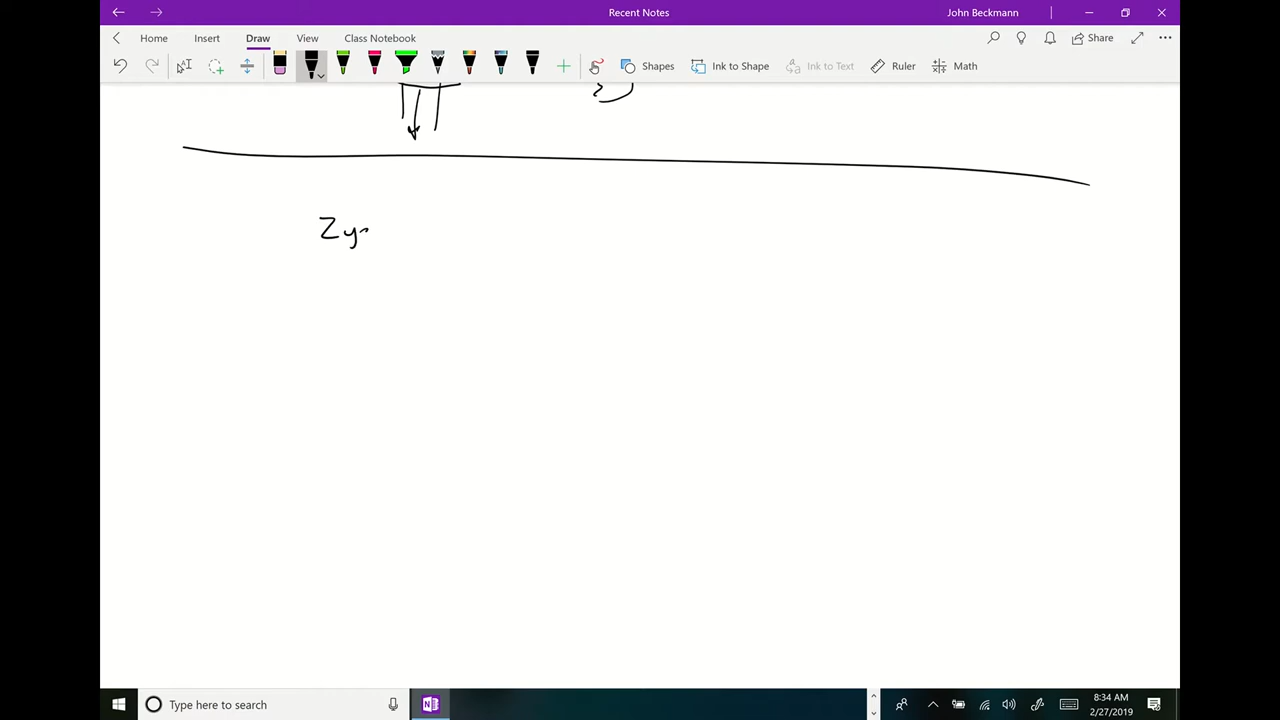 Recent Notes
John Beckmann
Home Insert Draw View Class Notebook
Share
Shapes Ink to Shape Ink to Text Ruler Math
Zy
Type here to search
8:34 AM
2/27/2019